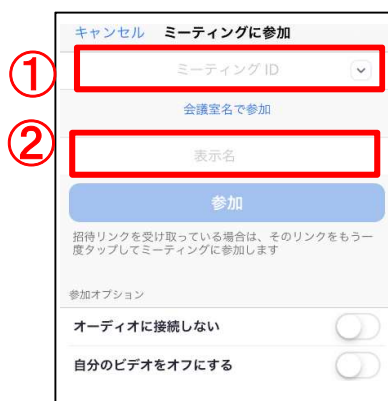 キャンセル ミーティングに参加
①
ミーティング ID
会議室名で参加
②
表示名
参加
招待リンクを受け取っている場合は、そのリンクをもう一
度タップしてミーティングに参加します
参加オプション
オーディオに接続しない
自分のビデオをオフにする